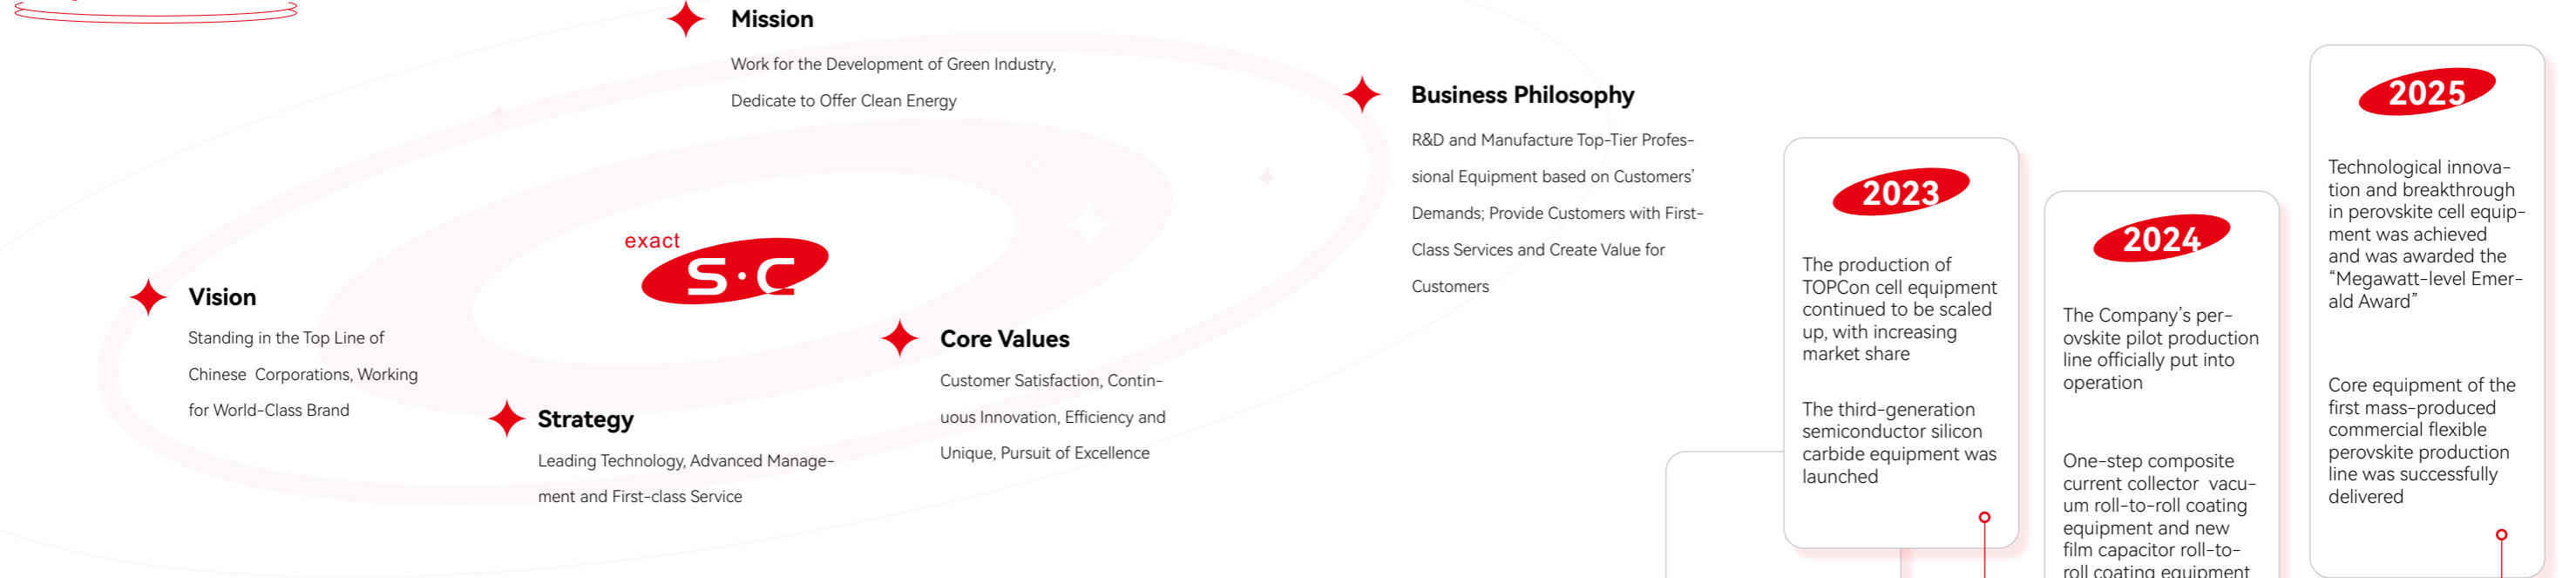 Mission
Work for the Development of Green Industry,
Dedicate to Offer Clean Energy
Business Philosophy
R&D and Manufacture Top-Tier Profes-
sional Equipment based on Customers'
Demands; Provide Customers with First-
Class Services and Create Value for
Customers
exact
S·C
Vision
Standing in the Top Line of
Chinese  Corporations, Working
for World-Class Brand
Strategy
Leading Technology, Advanced Manage-
ment and First-class Service
Core Values
Customer Satisfaction, Contin-
uous Innovation, Efficiency and
Unique, Pursuit of Excellence
2023
The production of
TOPCon cell equipment
continued to be scaled
up, with increasing
market share
The third-generation
semiconductor silicon
carbide equipment was
launched
2024
The Company's per-
ovskite pilot production
line officially put into
operation
One-step composite
current collector  vacu-
um roll-to-roll coating
equipment and new
film capacitor roll-to-
roll coating equipment
2025
Technological innova-
tion and breakthrough
in perovskite cell equip-
ment was achieved
and was awarded the
“Megawatt-level Emer-
ald Award”
Core equipment of the
first mass-produced
commercial flexible
perovskite production
line was successfully
delivered